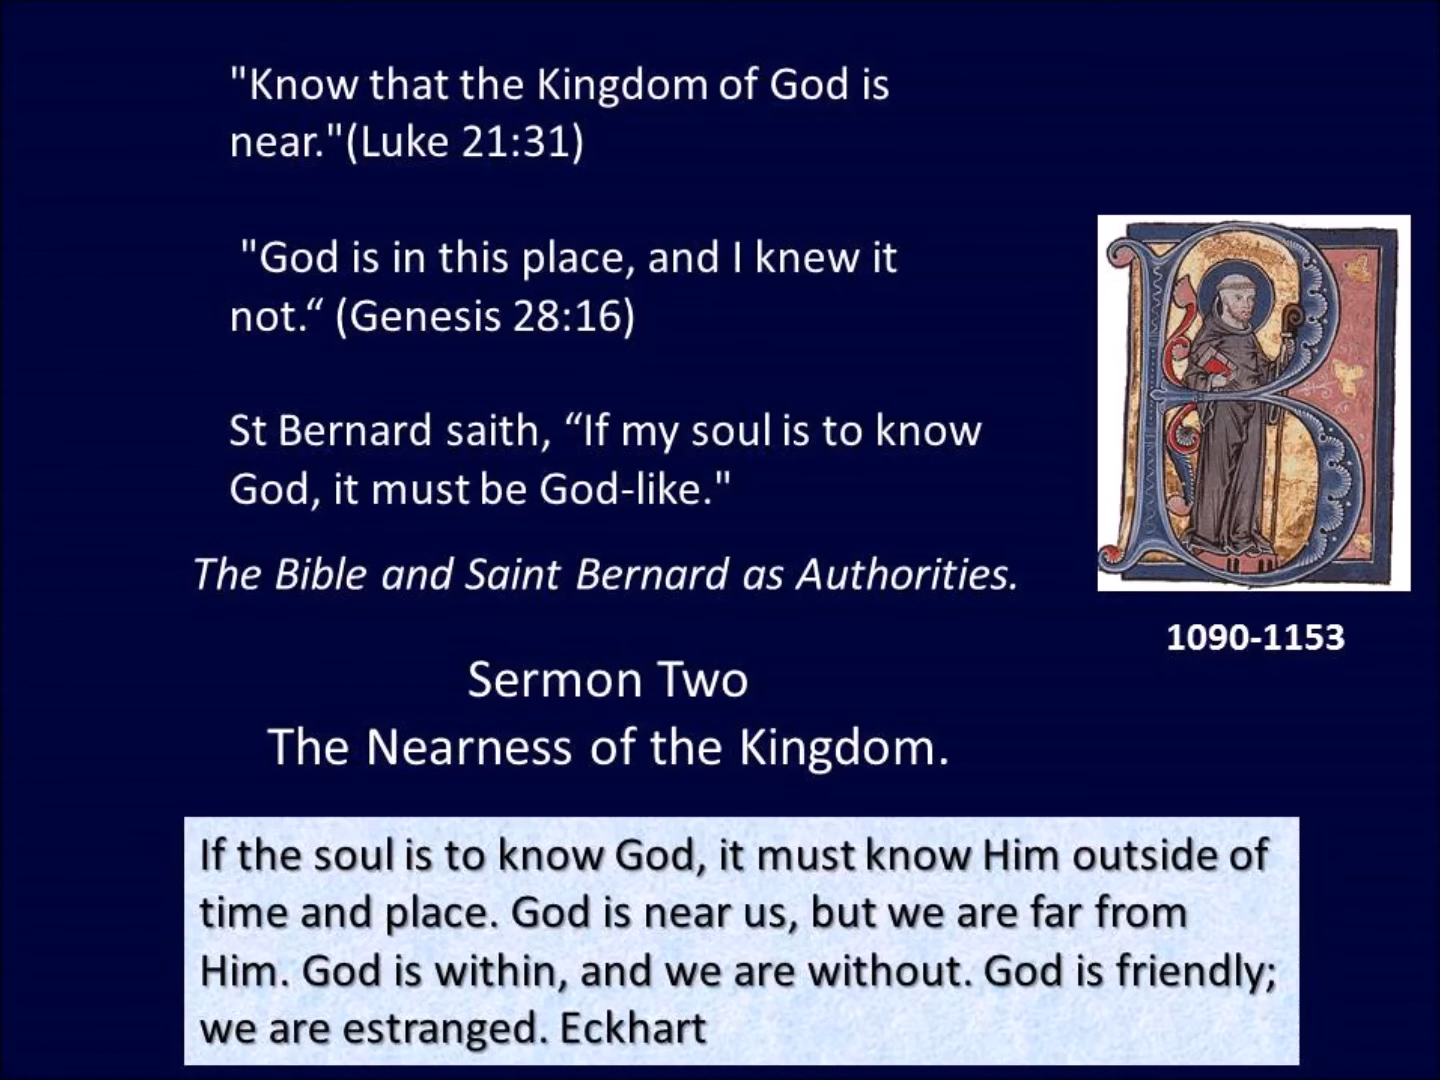 "Know that the Kingdom of God is
near."(Luke 21:31)
"God is in this place, and I knew it
not.“ (Genesis 28:16)
St Bernard saith, “If my soul is to know
God, it must be God-like."
The Bible and Saint Bernard as Authorities.
1090-1153
Sermon Two
The Nearness of the Kingdom.
If the soul is to know God, it must know Him outside of
time and place. God is near us, but we are far from
Him. God is within, and we are without. God is friendly;
we are estranged. Eckhart